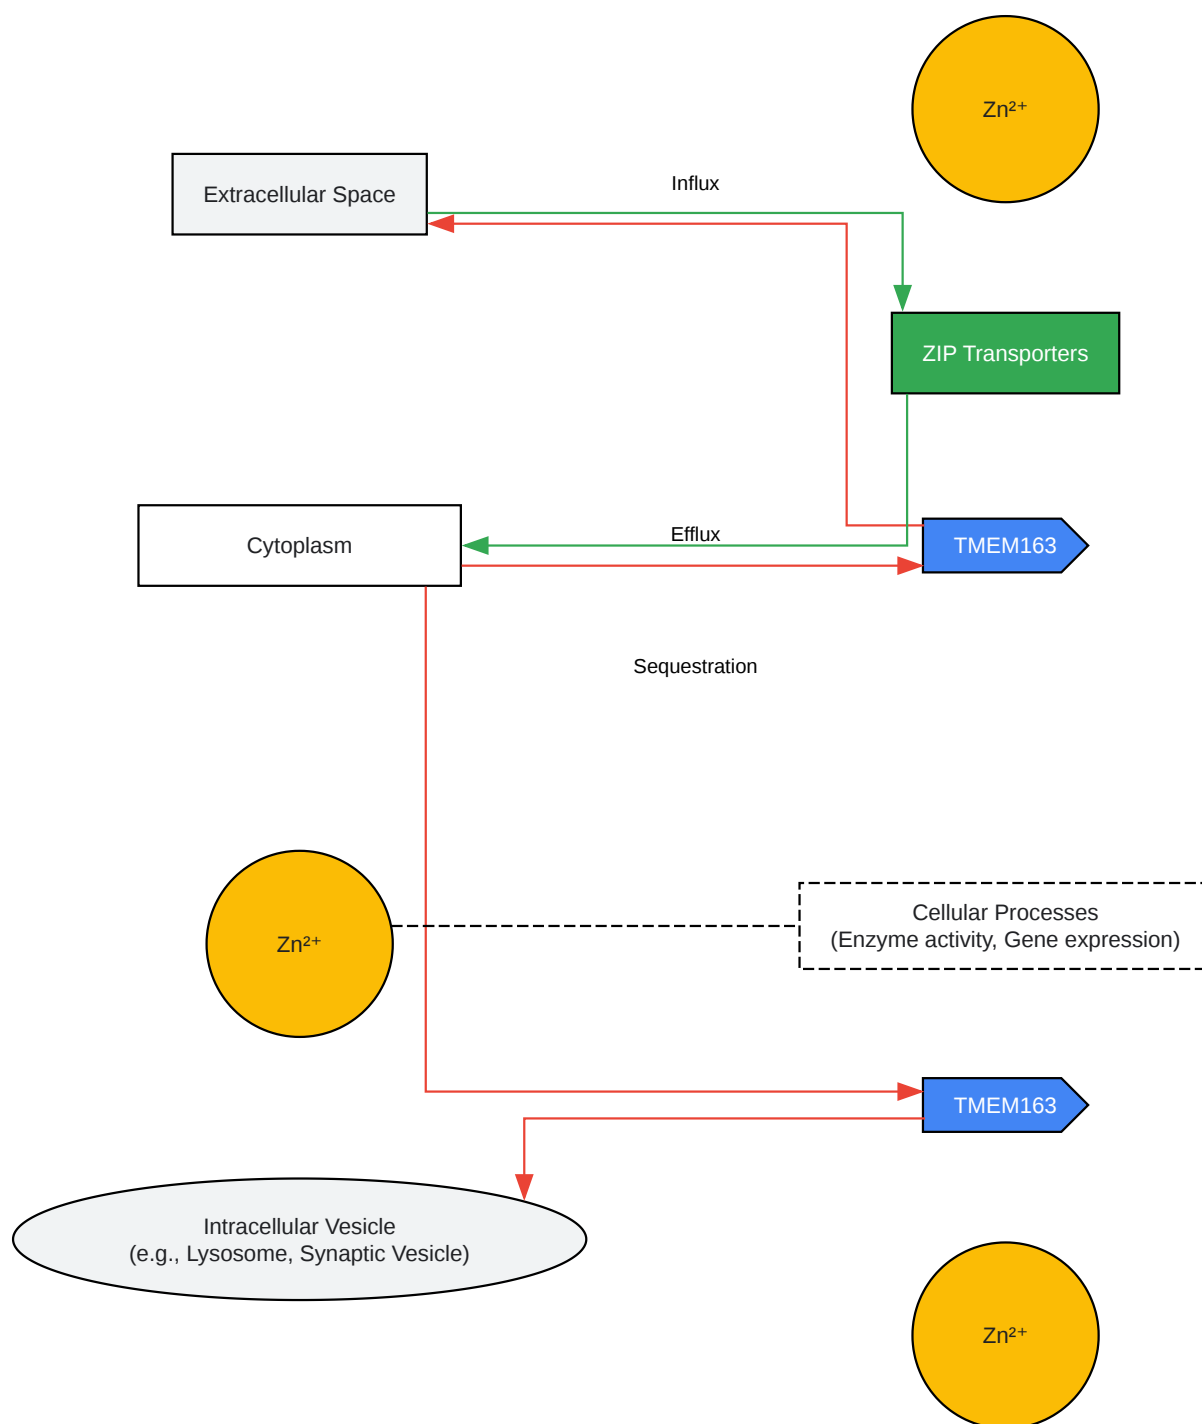 Zn²⁺
Extracellular Space
Influx
ZIP Transporters
Cytoplasm
Efflux
TMEM163
Sequestration
Zn²⁺
Cellular Processes
(Enzyme activity, Gene expression)
TMEM163
Intracellular Vesicle
(e.g., Lysosome, Synaptic Vesicle)
Zn²⁺